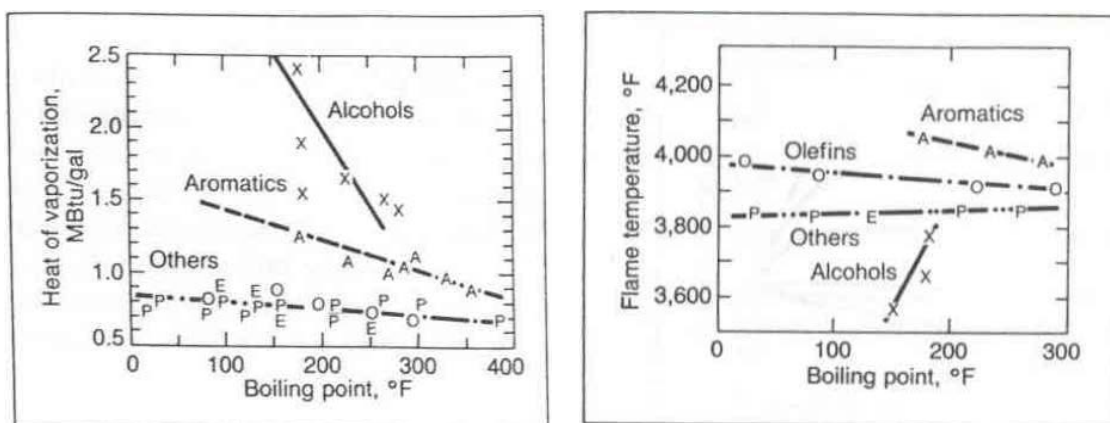 Heat of vaporization,
MBtu/gal
2.5
2.0
1.5
1.0
0.5
Alcohols
Aromatics
Others
X
X
X
X
X
X
A
A
A
A
A
A
A
P
P
O
P
E
P
P
E
P
O
P
E
O
P
P
O
E
P
O
P
P
0
100
200
300
400
Boiling point, °F
Flame temperature, °F
4,200
4,000
3,800
3,600
Aromatics
A
A
A
Olefins
O
O
O
O
P
P
E
P
P
Others
Alcohols
X
X
X
0
100
200
300
Boiling point, °F